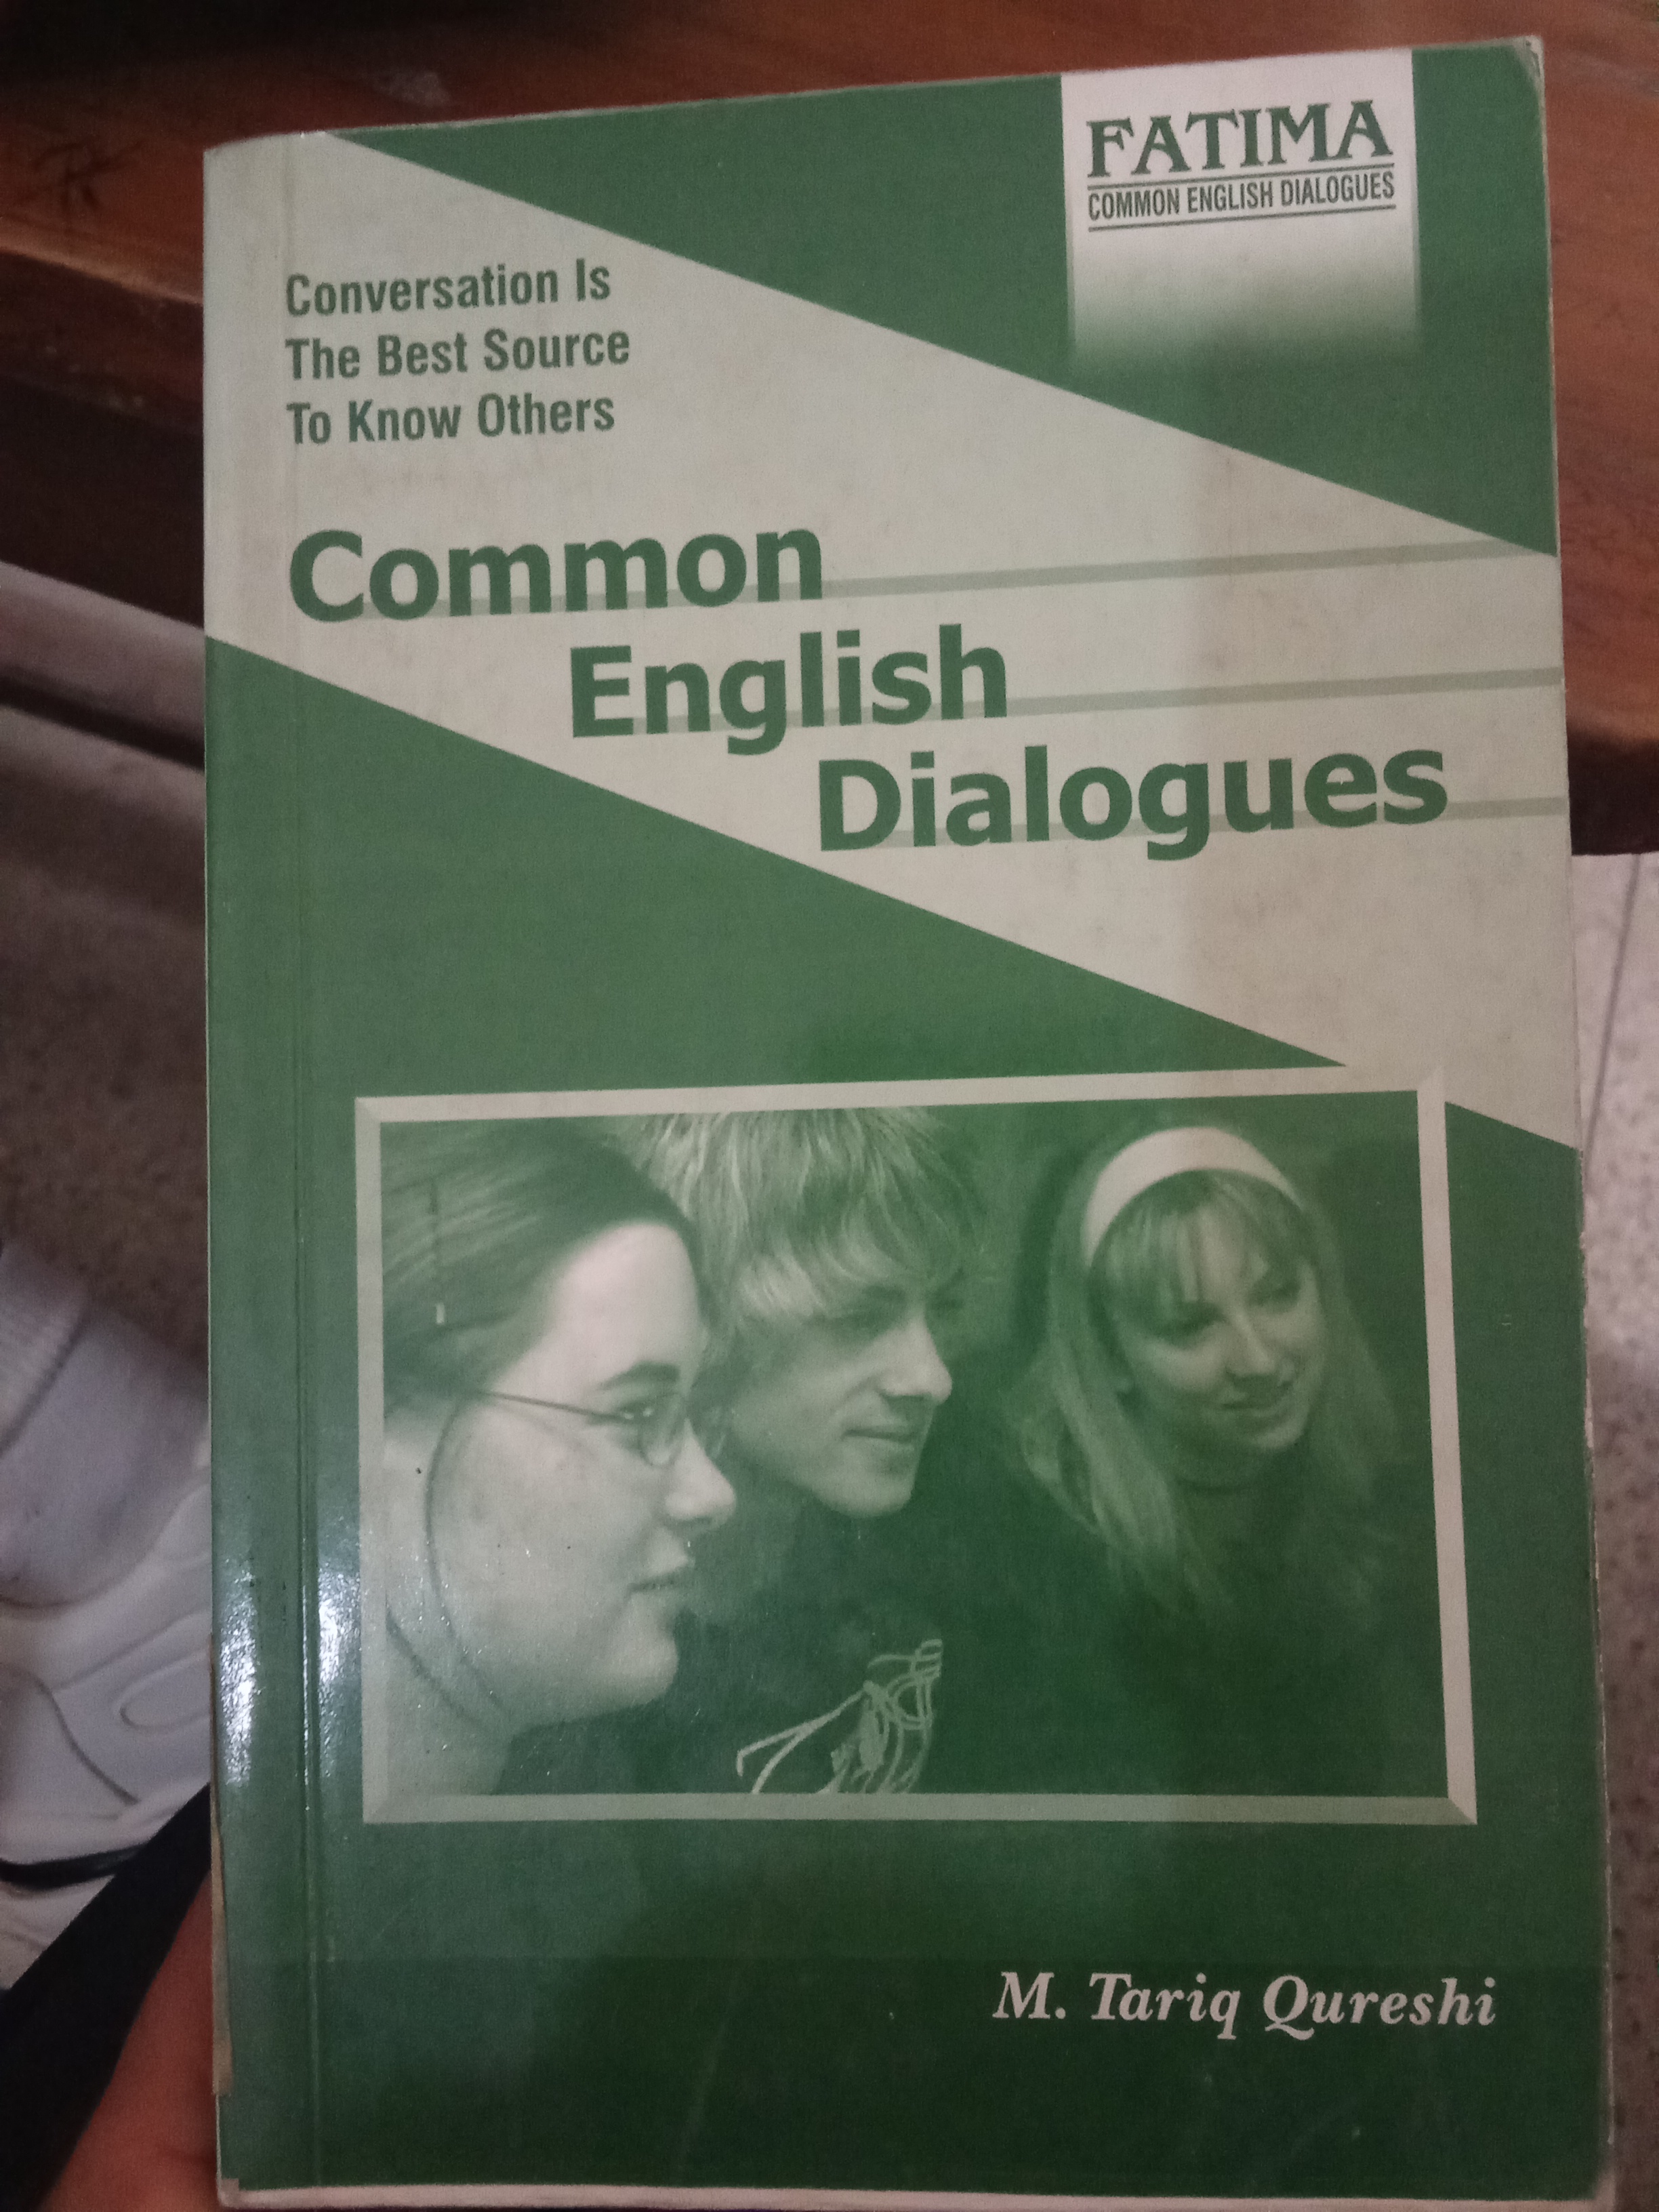 FATIMA
COMMON ENGLISH DIALOGUES
Conversation Is
The Best Source
To Know Others
Common
English
Dialogues
M. Tariq Qureshi